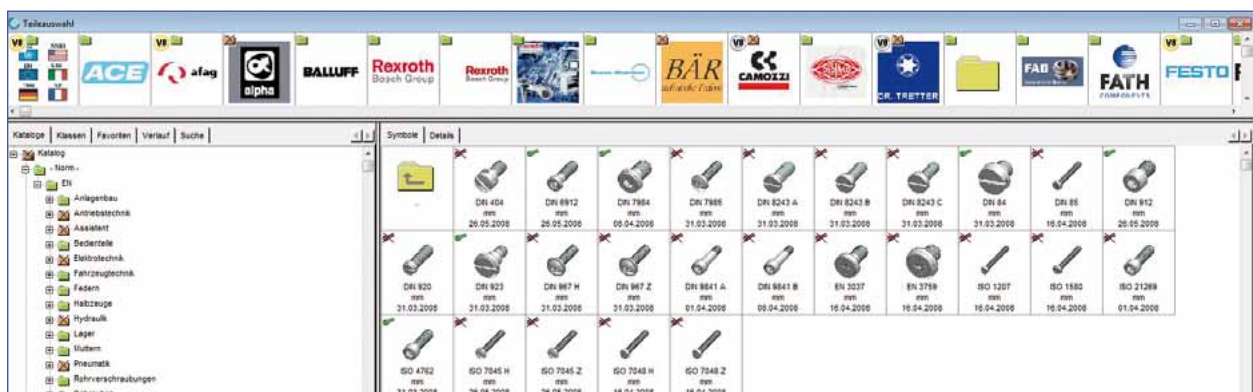 Teileauswahl
ACE
afag
alpha
BALLUFF
Rexroth
Bosch Group
Rexroth
Bosch Group
BÄR
CAMOZZI
DR. TRETTER
FAG
FATH
COMPONENTS
FESTO
Kataloge Klassen Favoriten Verlauf Suche
Katalog
- Norm -
EN
Anlagenbau
Antriebstechnik
Assistent
Bedienteile
Elektrotechnik
Fahrzeugtechnik
Federn
Halbzeuge
Hydraulik
Lager
Muttern
Pneumatik
Rohrverschraubungen
Symbole Details
DIN 404 DIN 6912 DIN 7984 DIN 7985 DIN 8243 A DIN 8243 B DIN 8243 C DIN 84 DIN 85 DIN 912
mm mm mm mm mm mm mm mm mm mm
26.05.2008 26.05.2008 08.04.2008 31.03.2008 31.03.2008 31.03.2008 31.03.2008 31.03.2008 16.04.2008 26.05.2008
DIN 920 DIN 923 DIN 967 H DIN 967 Z DIN 9841 A DIN 9841 B EN 3037 EN 3759 ISO 1207 ISO 1580 ISO 21269
mm mm mm mm mm mm mm mm mm mm mm
31.03.2008 31.03.2008 31.03.2008 31.03.2008 01.04.2008 08.04.2008 16.04.2008 16.04.2008 16.04.2008 16.04.2008 01.04.2008
ISO 4762 ISO 7045 H ISO 7045 Z ISO 7048 H ISO 7048 Z
mm mm mm mm mm